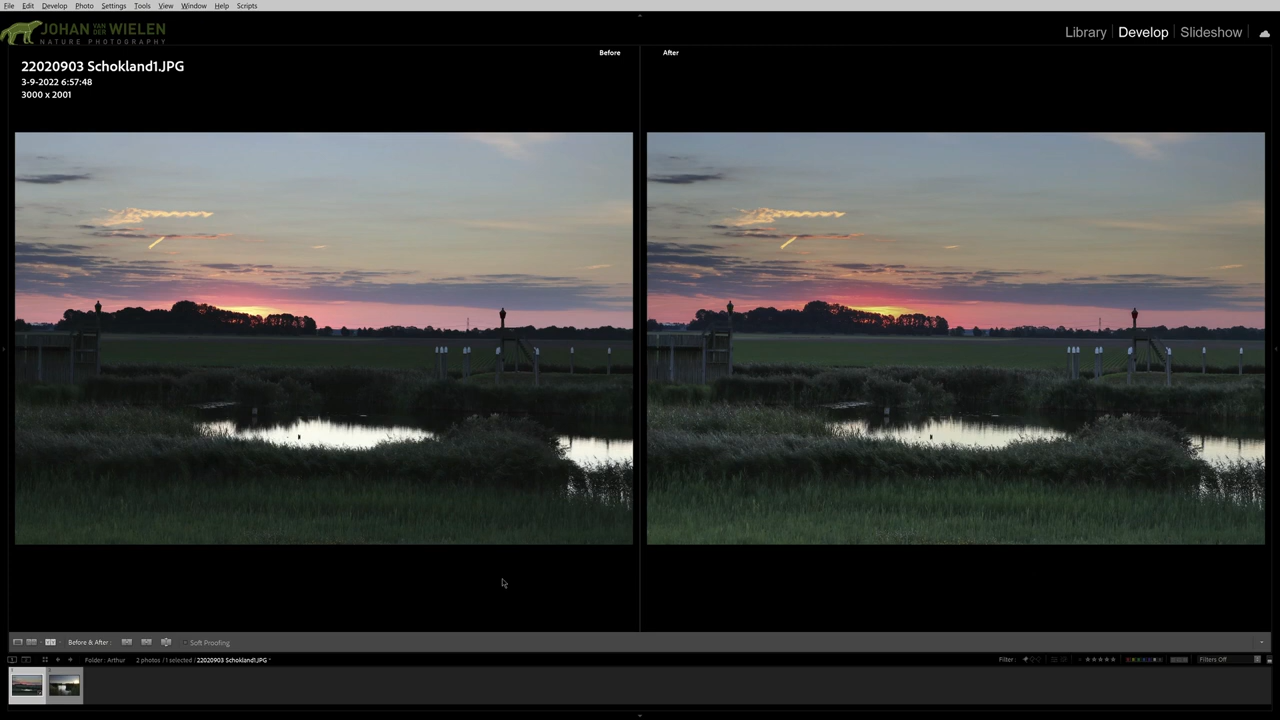 File Edit Develop Photo Settings Tools View Window Help Scripts
JOHAN VAN DER WIELEN
NATURE PHOTOGRAPHY
Library Develop Slideshow
Before After
22020903 Schokland1.JPG
3-9-2022 6:57:48
3000 x 2001
Before & After : Soft Proofing
Folder : Arthur 2 photos / 1 selected / 22020903 Schokland1.JPG Filter : Filters Off